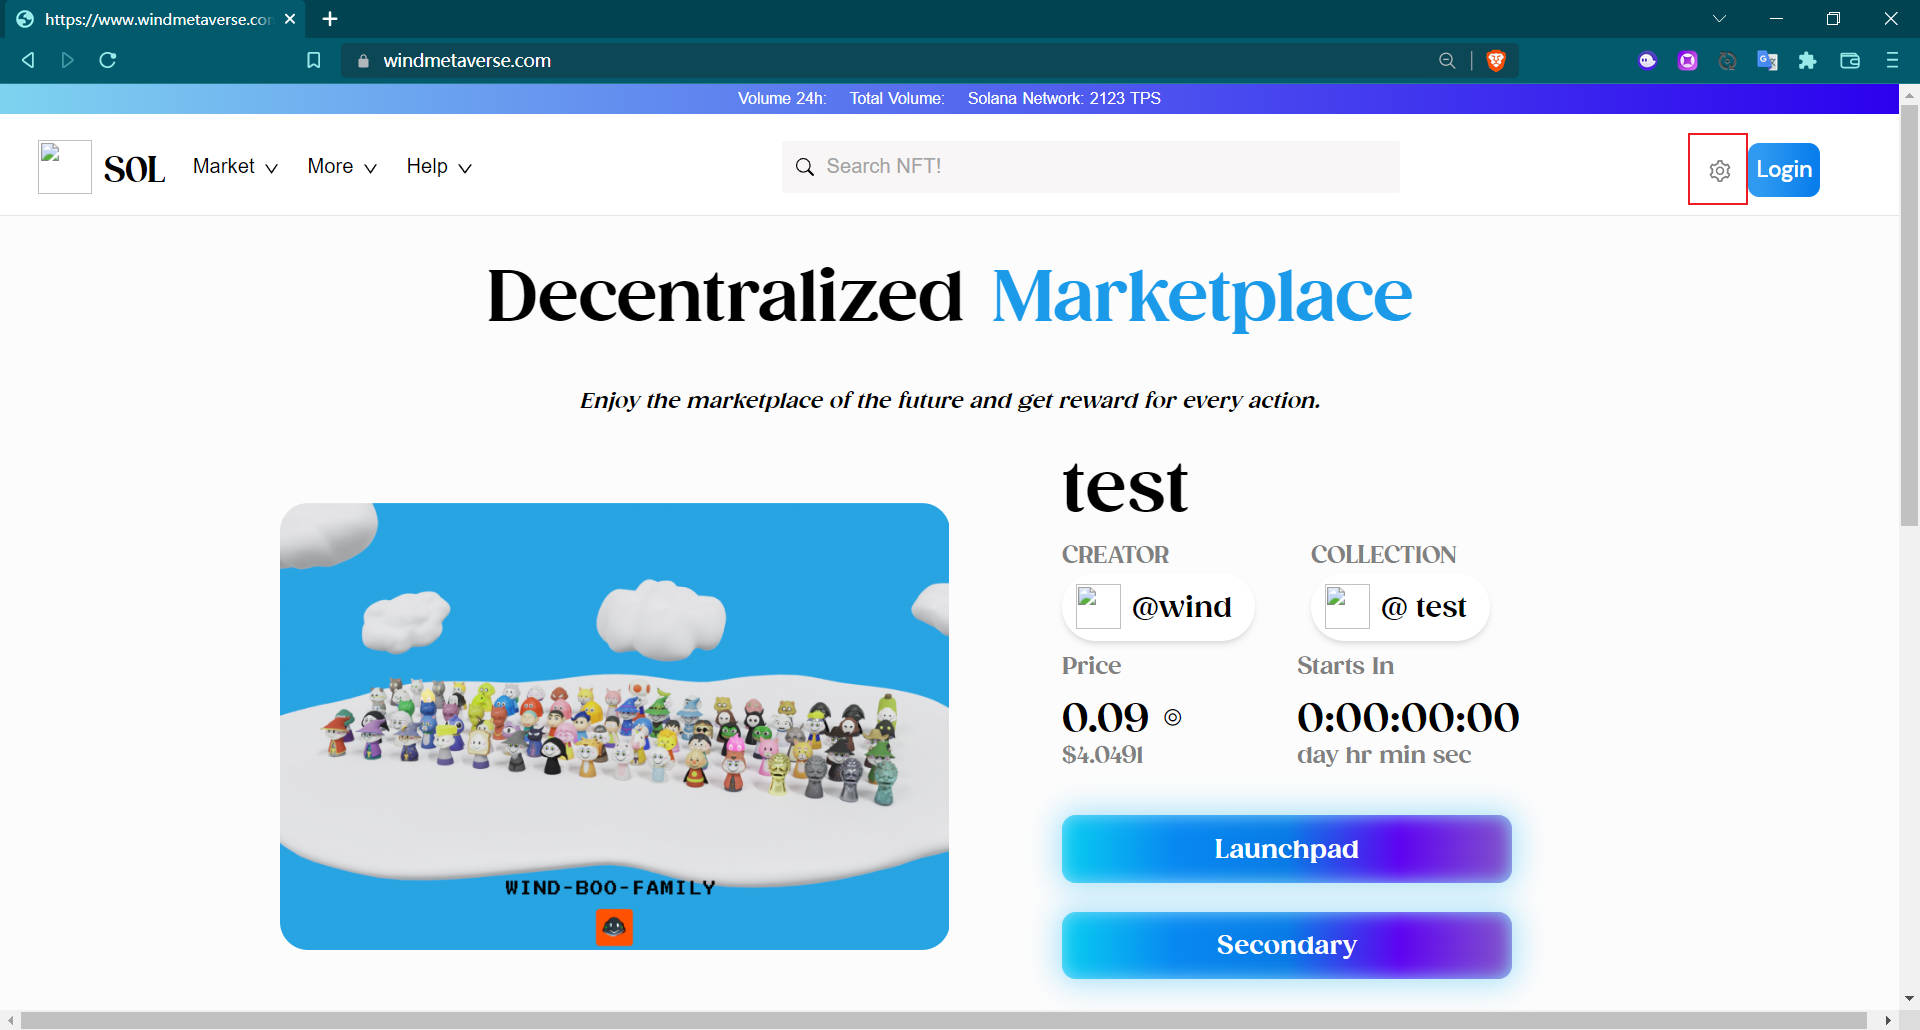 https://www.windmetaverse.com
windmetaverse.com
Volume 24h: Total Volume: Solana Network: 2123 TPS
SOL Market More Help Search NFT! Login
Decentralized Marketplace
Enjoy the marketplace of the future and get reward for every action.
test
CREATOR COLLECTION
@wind @ test
Price Starts In
0.09 0:00:00:00
$4.0491 day hr min sec
Launchpad
Secondary
WIND-BOO-FAMILY